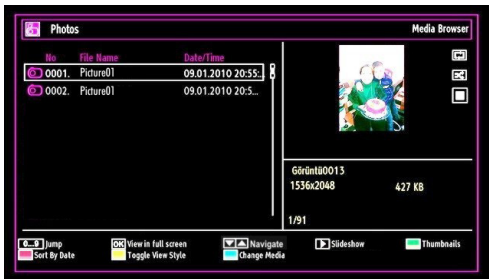 Photos Media Browser
No File Name Date/Time
0001. Picture01 09.01.2010 20:55:..
0002. Picture01 09.01.2010 20:5...
Görüntü0013
1536x2048 427 KB
1/91
0...9 Jump OK View in full screen Navigate Slideshow Thumbnails
Sort By Date Toggle View Style Change Media